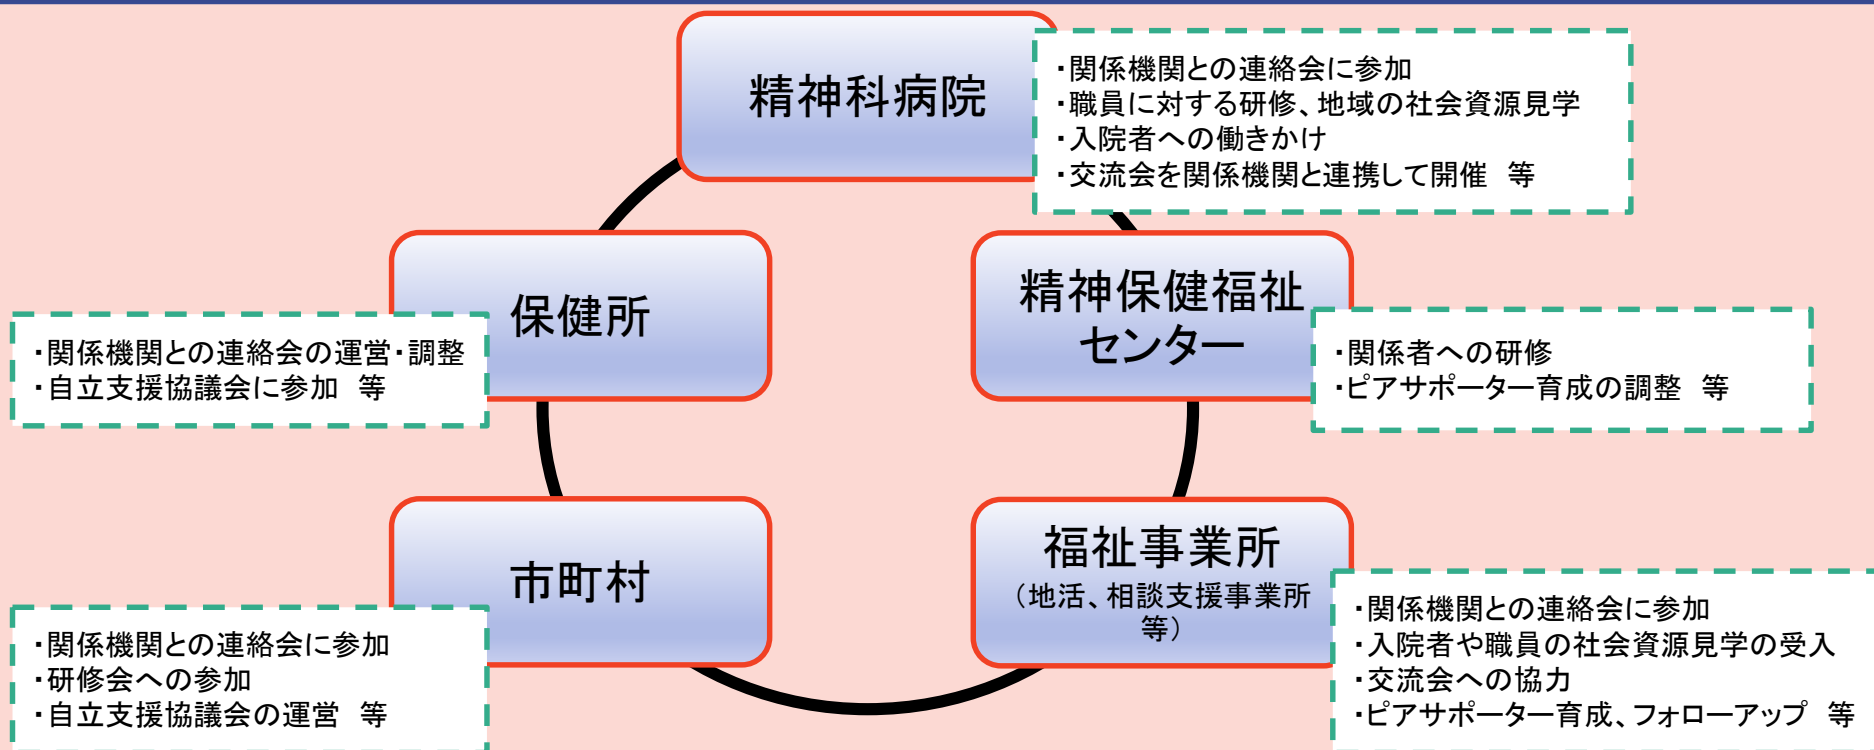 精神科病院
・関係機関との連絡会に参加
・職員に対する研修、地域の社会資源見学
・入院者への働きかけ
・交流会を関係機関と連携して開催　等
保健所
・関係機関との連絡会の運営・調整
・自立支援協議会に参加　等
精神保健福祉
センター
・関係者への研修
・ピアサポーター育成の調整　等
市町村
・関係機関との連絡会に参加
・研修会への参加
・自立支援協議会の運営　等
福祉事業所
（地活、相談支援事業所
等）
・関係機関との連絡会に参加
・入院者や職員の社会資源見学の受入
・交流会への協力
・ピアサポーター育成、フォローアップ　等